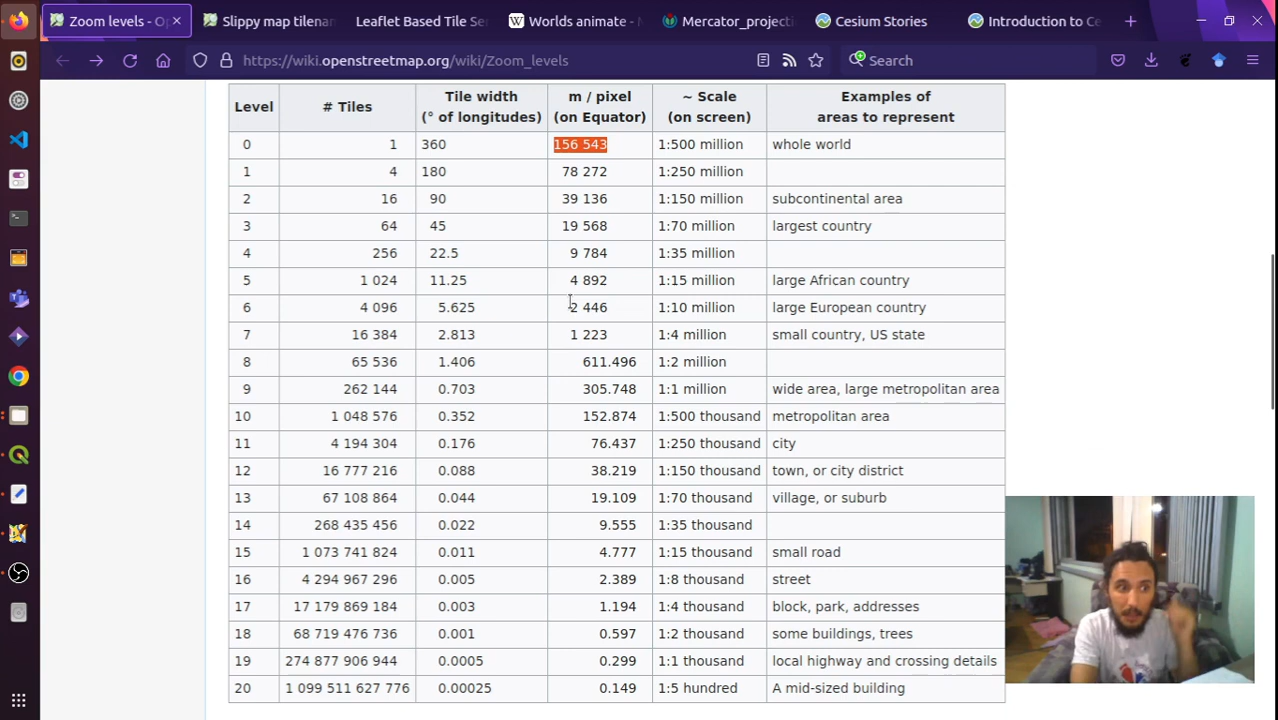 Zoom levels - O
Slippy map tilenam
Leaflet Based Tile Se
Worlds animate -
Mercator_projecti
Cesium Stories
Introduction to Ce
https://wiki.openstreetmap.org/wiki/Zoom_levels
Search
Level # Tiles Tile width (° of longitudes) m / pixel (on Equator) ~ Scale (on screen) Examples of areas to represent
0 1 360 156 543 1:500 million whole world
1 4 180 78 272 1:250 million
2 16 90 39 136 1:150 million subcontinental area
3 64 45 19 568 1:70 million largest country
4 256 22.5 9 784 1:35 million
5 1 024 11.25 4 892 1:15 million large African country
6 4 096 5.625 2 446 1:10 million large European country
7 16 384 2.813 1 223 1:4 million small country, US state
8 65 536 1.406 611.496 1:2 million
9 262 144 0.703 305.748 1:1 million wide area, large metropolitan area
10 1 048 576 0.352 152.874 1:500 thousand metropolitan area
11 4 194 304 0.176 76.437 1:250 thousand city
12 16 777 216 0.088 38.219 1:150 thousand town, or city district
13 67 108 864 0.044 19.109 1:70 thousand village, or suburb
14 268 435 456 0.022 9.555 1:35 thousand
15 1 073 741 824 0.011 4.777 1:15 thousand small road
16 4 294 967 296 0.005 2.389 1:8 thousand street
17 17 179 869 184 0.003 1.194 1:4 thousand block, park, addresses
18 68 719 476 736 0.001 0.597 1:2 thousand some buildings, trees
19 274 877 906 944 0.0005 0.299 1:1 thousand local highway and crossing details
20 1 099 511 627 776 0.00025 0.149 1:5 hundred A mid-sized building